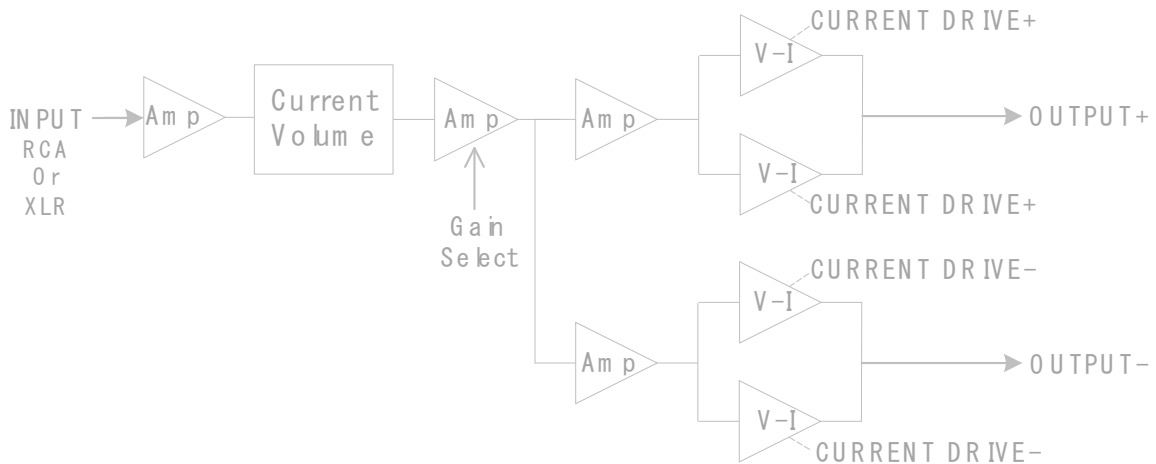 CURRENT DRIVE+
V-I
INPUT
RCA
Or
XLR
Amp
Current
Volume
Amp
Amp
OUTPUT+
V-I
CURRENT DRIVE+
Gain
Select
CURRENT DRIVE-
V-I
Amp
OUTPUT-
V-I
CURRENT DRIVE-